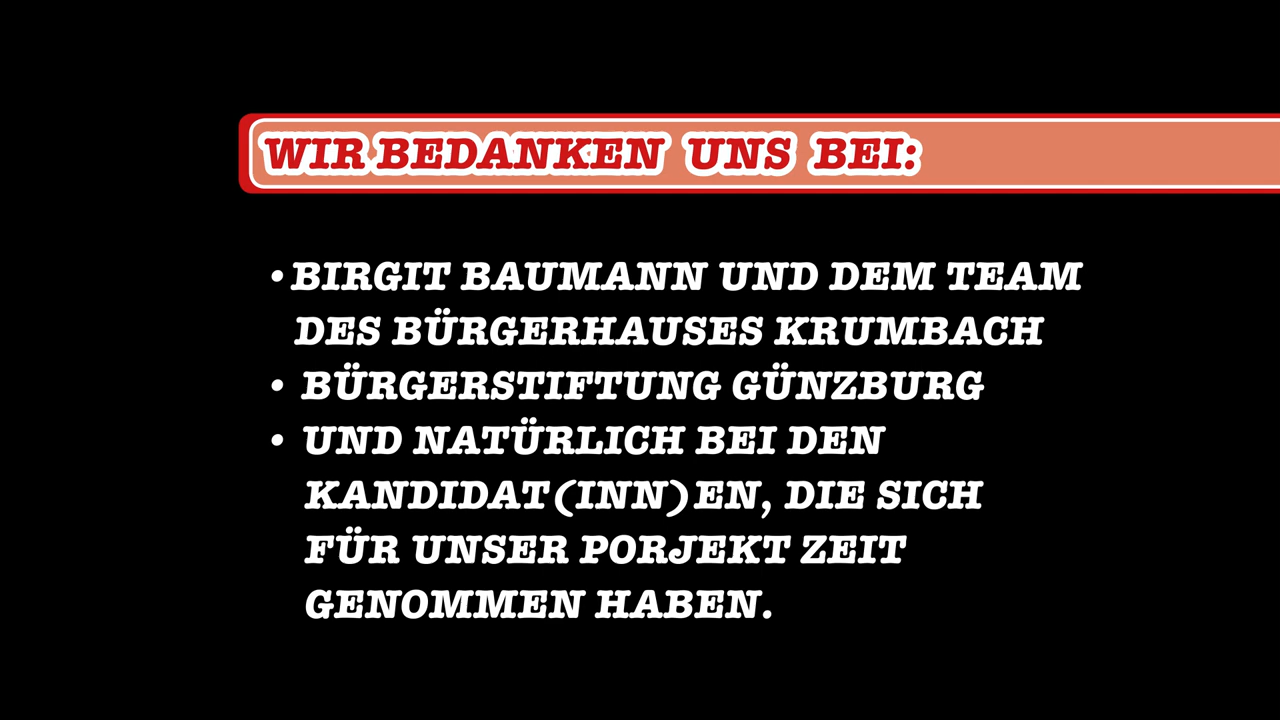 WIR BEDANKEN UNS BEI:
• BIRGIT BAUMANN UND DEM TEAM
DES BÜRGERHAUSES KRUMBACH
• BÜRGERSTIFTUNG GÜNZBURG
• UND NATÜRLICH BEI DEN
KANDIDAT(INN)EN, DIE SICH
FÜR UNSER PORJEKT ZEIT
GENOMMEN HABEN.